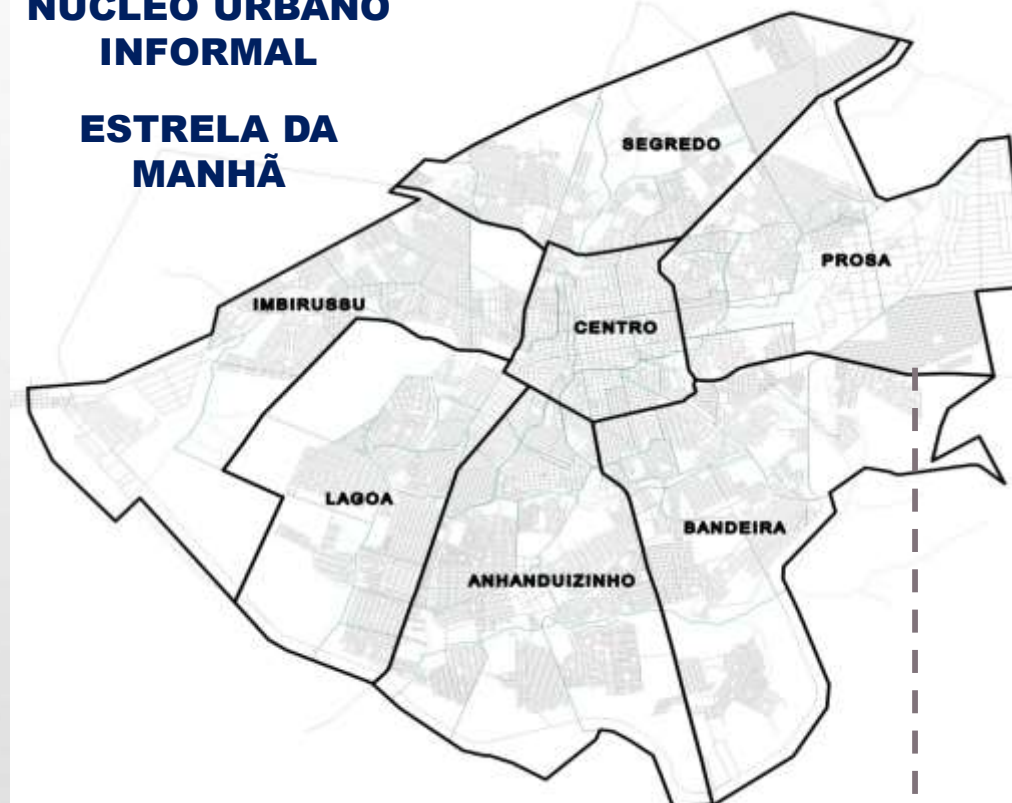 NÚCLEO URBANO
INFORMAL
ESTRELA DA
MANHÃ
SEGREDO
PROSA
IMBIRUSSU
CENTRO
LAGOA
BANDEIRA
ANHANDUIZINHO